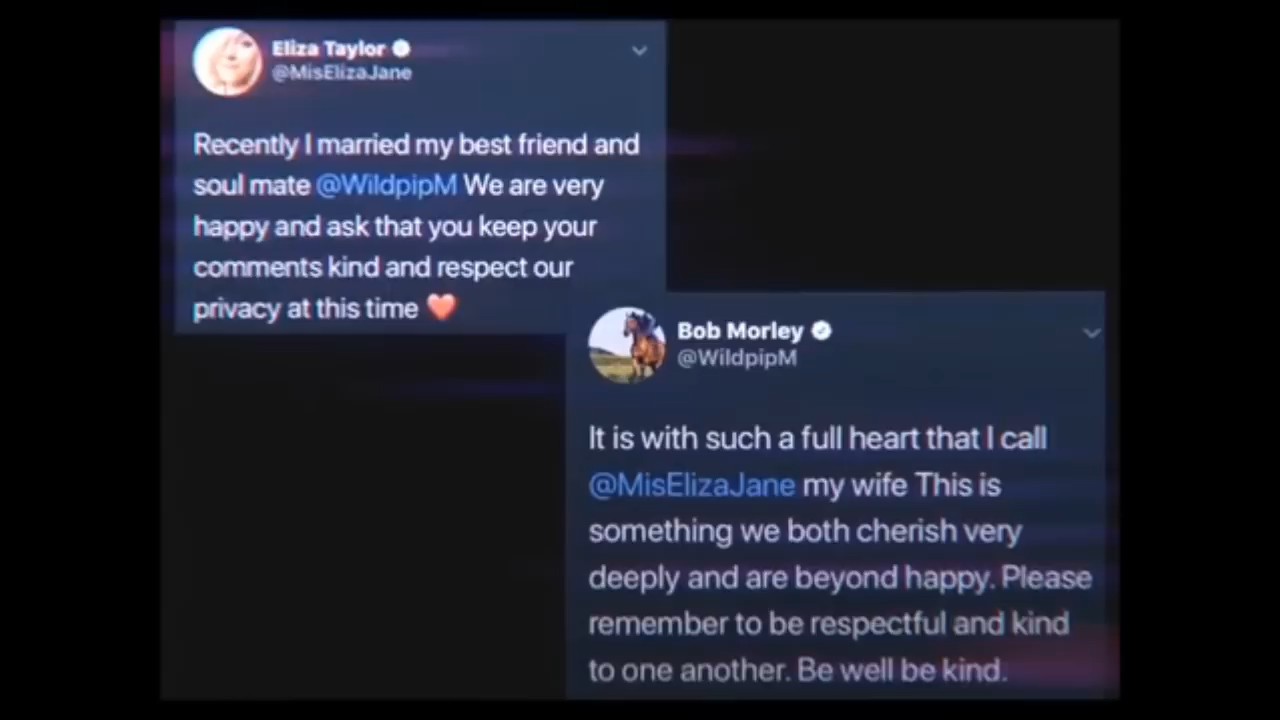 Eliza Taylor
@MisElizaJane
Recently I married my best friend and
soul mate @WildpipM We are very
happy and ask that you keep your
comments kind and respect our
privacy at this time ❤️
Bob Morley
@WildpipM
It is with such a full heart that I call
@MisElizaJane my wife This is
something we both cherish very
deeply and are beyond happy. Please
remember to be respectful and kind
to one another. Be well be kind.